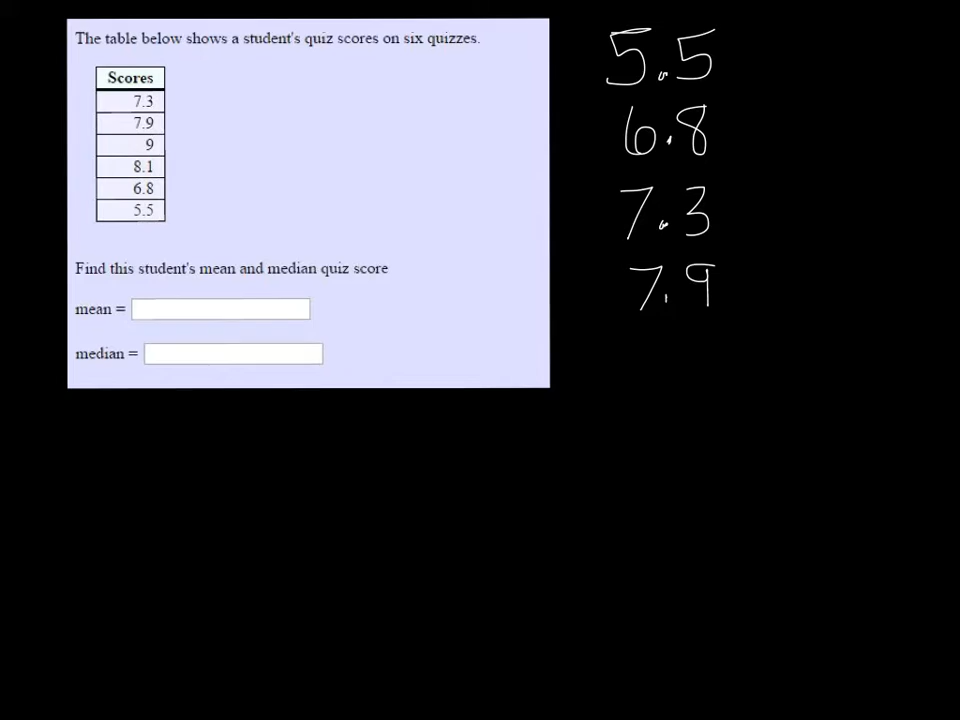 The table below shows a student's quiz scores on six quizzes.
Scores
7.3
7.9
9
8.1
6.8
5.5
Find this student's mean and median quiz score
mean =
median =
5.5
6.8
7.3
7.9